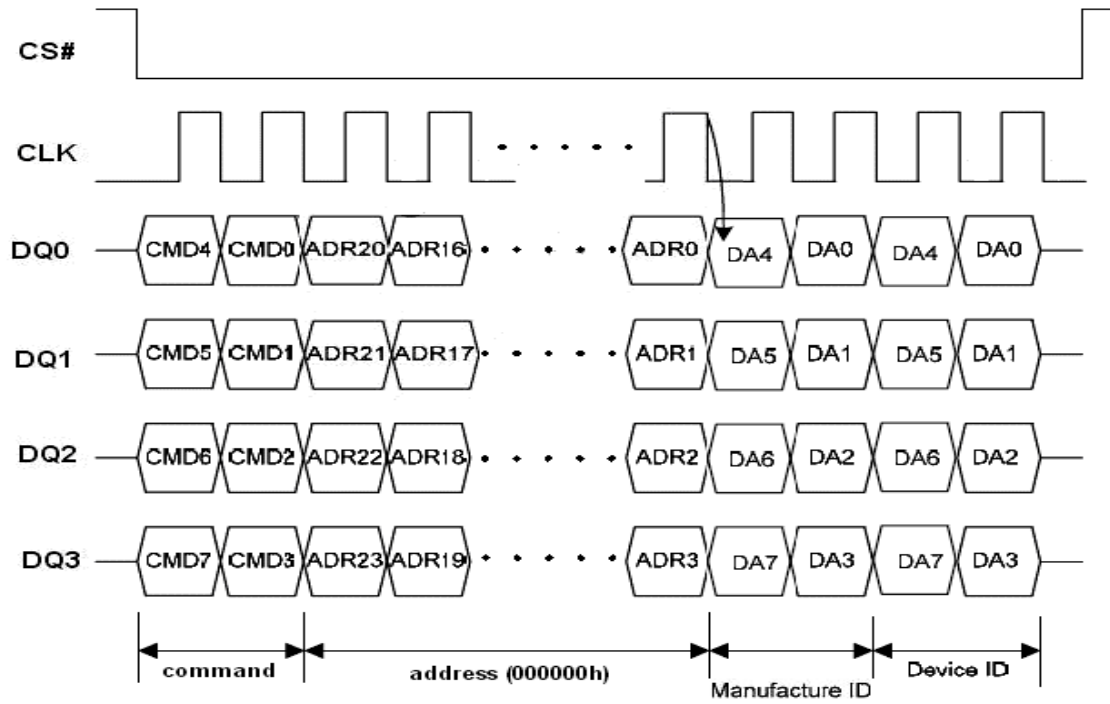 CS#
CLK
DQ0 CMD4 CMD0 ADR20 ADR16 ADR0 DA4 DA0 DA4 DA0
DQ1 CMD5 CMD1 ADR21 ADR17 ADR1 DA5 DA1 DA5 DA1
DQ2 CMD6 CMD2 ADR22 ADR18 ADR2 DA6 DA2 DA6 DA2
DQ3 CMD7 CMD3 ADR23 ADR19 ADR3 DA7 DA3 DA7 DA3
command address (000000h) Manufacture ID Device ID